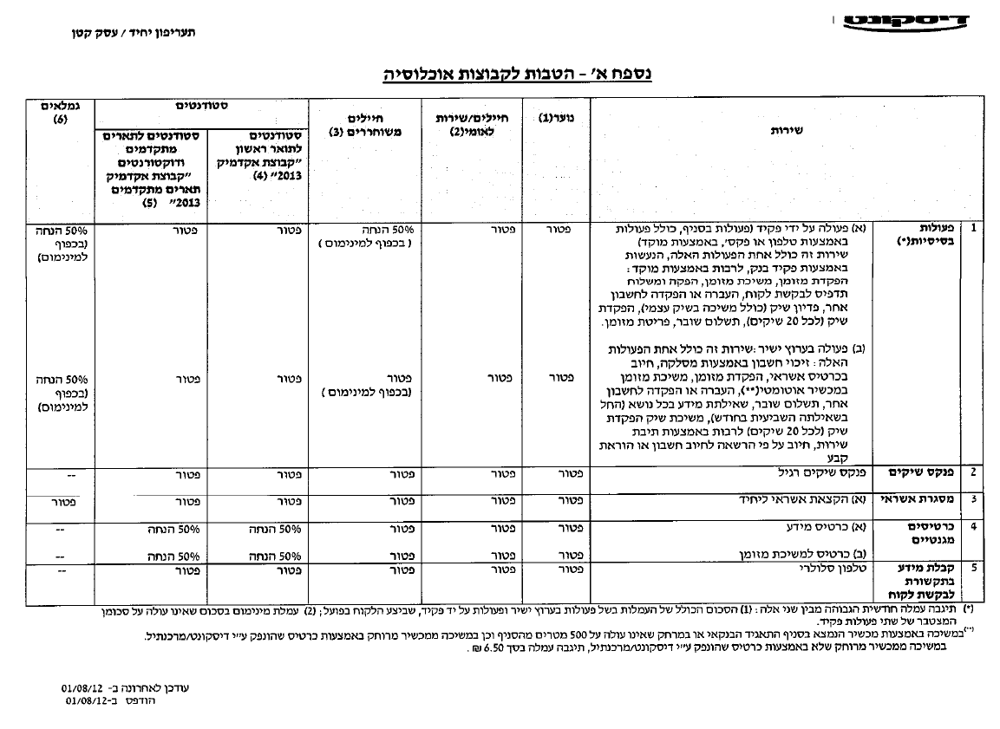 דיסקונט
תעריפון יחיד / עסק קטן
נספח א׳ - הטבות לקבוצות אוכלוסיה
שירות
נוער(1)
חיילים/שירות
לאומי(2)
חיילים
משוחררים (3)
סטודנטים
סטודנטים
לתואר ראשון
"קבוצת אקדמיק
2013" (4)
סטודנטים לתארים
מתקדמים
ודוקטורנטים
"קבוצת אקדמיק
תארים מתקדמים
2013" (5)
גמלאים
(6)
1
פעולות
בסיסיות(*)
(א) פעולה על ידי פקיד (פעולות בסניף, כולל פעולות
באמצעות טלפון או פקס׳, באמצעות מוקד)
שירות זה כולל אחת הפעולות האלה, הנעשות
באמצעות פקיד בנק, לרבות באמצעות מוקד:
הפקדת מזומן, משיכת מזומן, הפקה ומשלוח
תדפיס לבקשת לקוח, העברה או הפקדה לחשבון
אחר, פדיון שיק (כולל משיכה בשיק עצמי), הפקדת
שיק (לכל 20 שיקים), תשלום שובר, פריטת מזומן.
פטור
פטור
50% הנחה
( בכפוף למינימום )
פטור
פטור
50% הנחה
(בכפוף
למינימום)
(ב) פעולה בערוץ ישיר :שירות זה כולל אחת הפעולות
האלה: זיכוי חשבון באמצעות מסלקה, חיוב
בכרטיס אשראי, הפקדת מזומן, משיכת מזומן
במכשיר אוטומטי(**), העברה או הפקדה לחשבון
אחר, תשלום שובר, שאילתת מידע בכל נושא (החל
בשאילתה השביעית בחודש), משיכת שיק הפקדת
שיק (לכל 20 שיקים) לרבות באמצעות תיבת
שירות, חיוב על פי הרשאה לחיוב חשבון או הוראת
קבע
פטור
פטור
פטור
(בכפוף למינימום )
פטור
פטור
50% הנחה
(בכפוף
למינימום)
2 פנקס שיקים פנקס שיקים רגיל פטור פטור פטור פטור פטור --
3 מסגרת אשראי (א) הקצאת אשראי ליחיד פטור פטור פטור פטור פטור פטור
4 כרטיסים (א) כרטיס מידע פטור פטור פטור 50% הנחה 50% הנחה --
מגנטיים
(ב) כרטיס למשיכת מזומן פטור פטור פטור 50% הנחה 50% הנחה --
5 קבלת מידע טלפון סלולרי פטור פטור פטור פטור פטור --
בתקשורת
לבקשת לקוח
(*) תיגבה עמלה חודשית הגבוהה מבין שני אלה: (1) הסכום הכולל של העמלות בשל פעולות בערוץ ישיר ופעולות על יד פקיד, שביצע הלקוח בפועל; (2) עמלת מינימום בסכום שאינו עולה על סכומן
המצטבר של שתי פעולות פקיד.
(**)במשיכה באמצעות מכשיר הנמצא בסניף התאגיד הבנקאי או במרחק שאינו עולה על 500 מטרים מהסניף וכן במשיכה ממכשיר מרוחק באמצעות כרטיס שהונפק ע״י דיסקונט/מרכנתיל.
במשיכה ממכשיר מרוחק שלא באמצעות כרטיס שהונפק ע״י דיסקונט/מרכנתיל, תיגבה עמלה בסך 6.50 ₪ .
עודכן לאחרונה ב- 01/08/12
הודפס ב-01/08/12